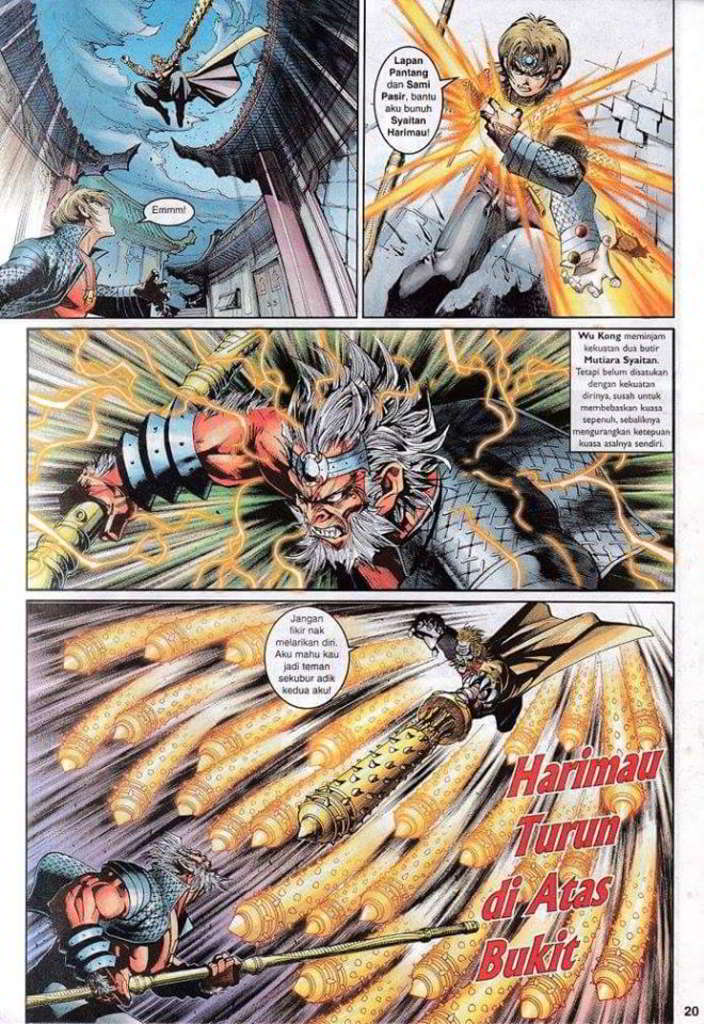 Emmm!
Lapan
Pantang
dan Sami
Pasir, bantu
aku bunuh
Syaitan
Harimau!
Wu Kong meminjam
kekuatan dua butir
Mutiara Syaitan.
Tetapi belum disatukan
dengan kekuatan
dirinya, susah untuk
membebaskan kuasa
sepenuh, sebaliknya
mengurangkan ketepuan
kuasa asalnya sendiri.
Jangan
fikir nak
melarikan diri.
Aku mahu kau
jadi teman
sekubur adik
kedua aku!
Harimau
Turun
di Atas
Bukit
20